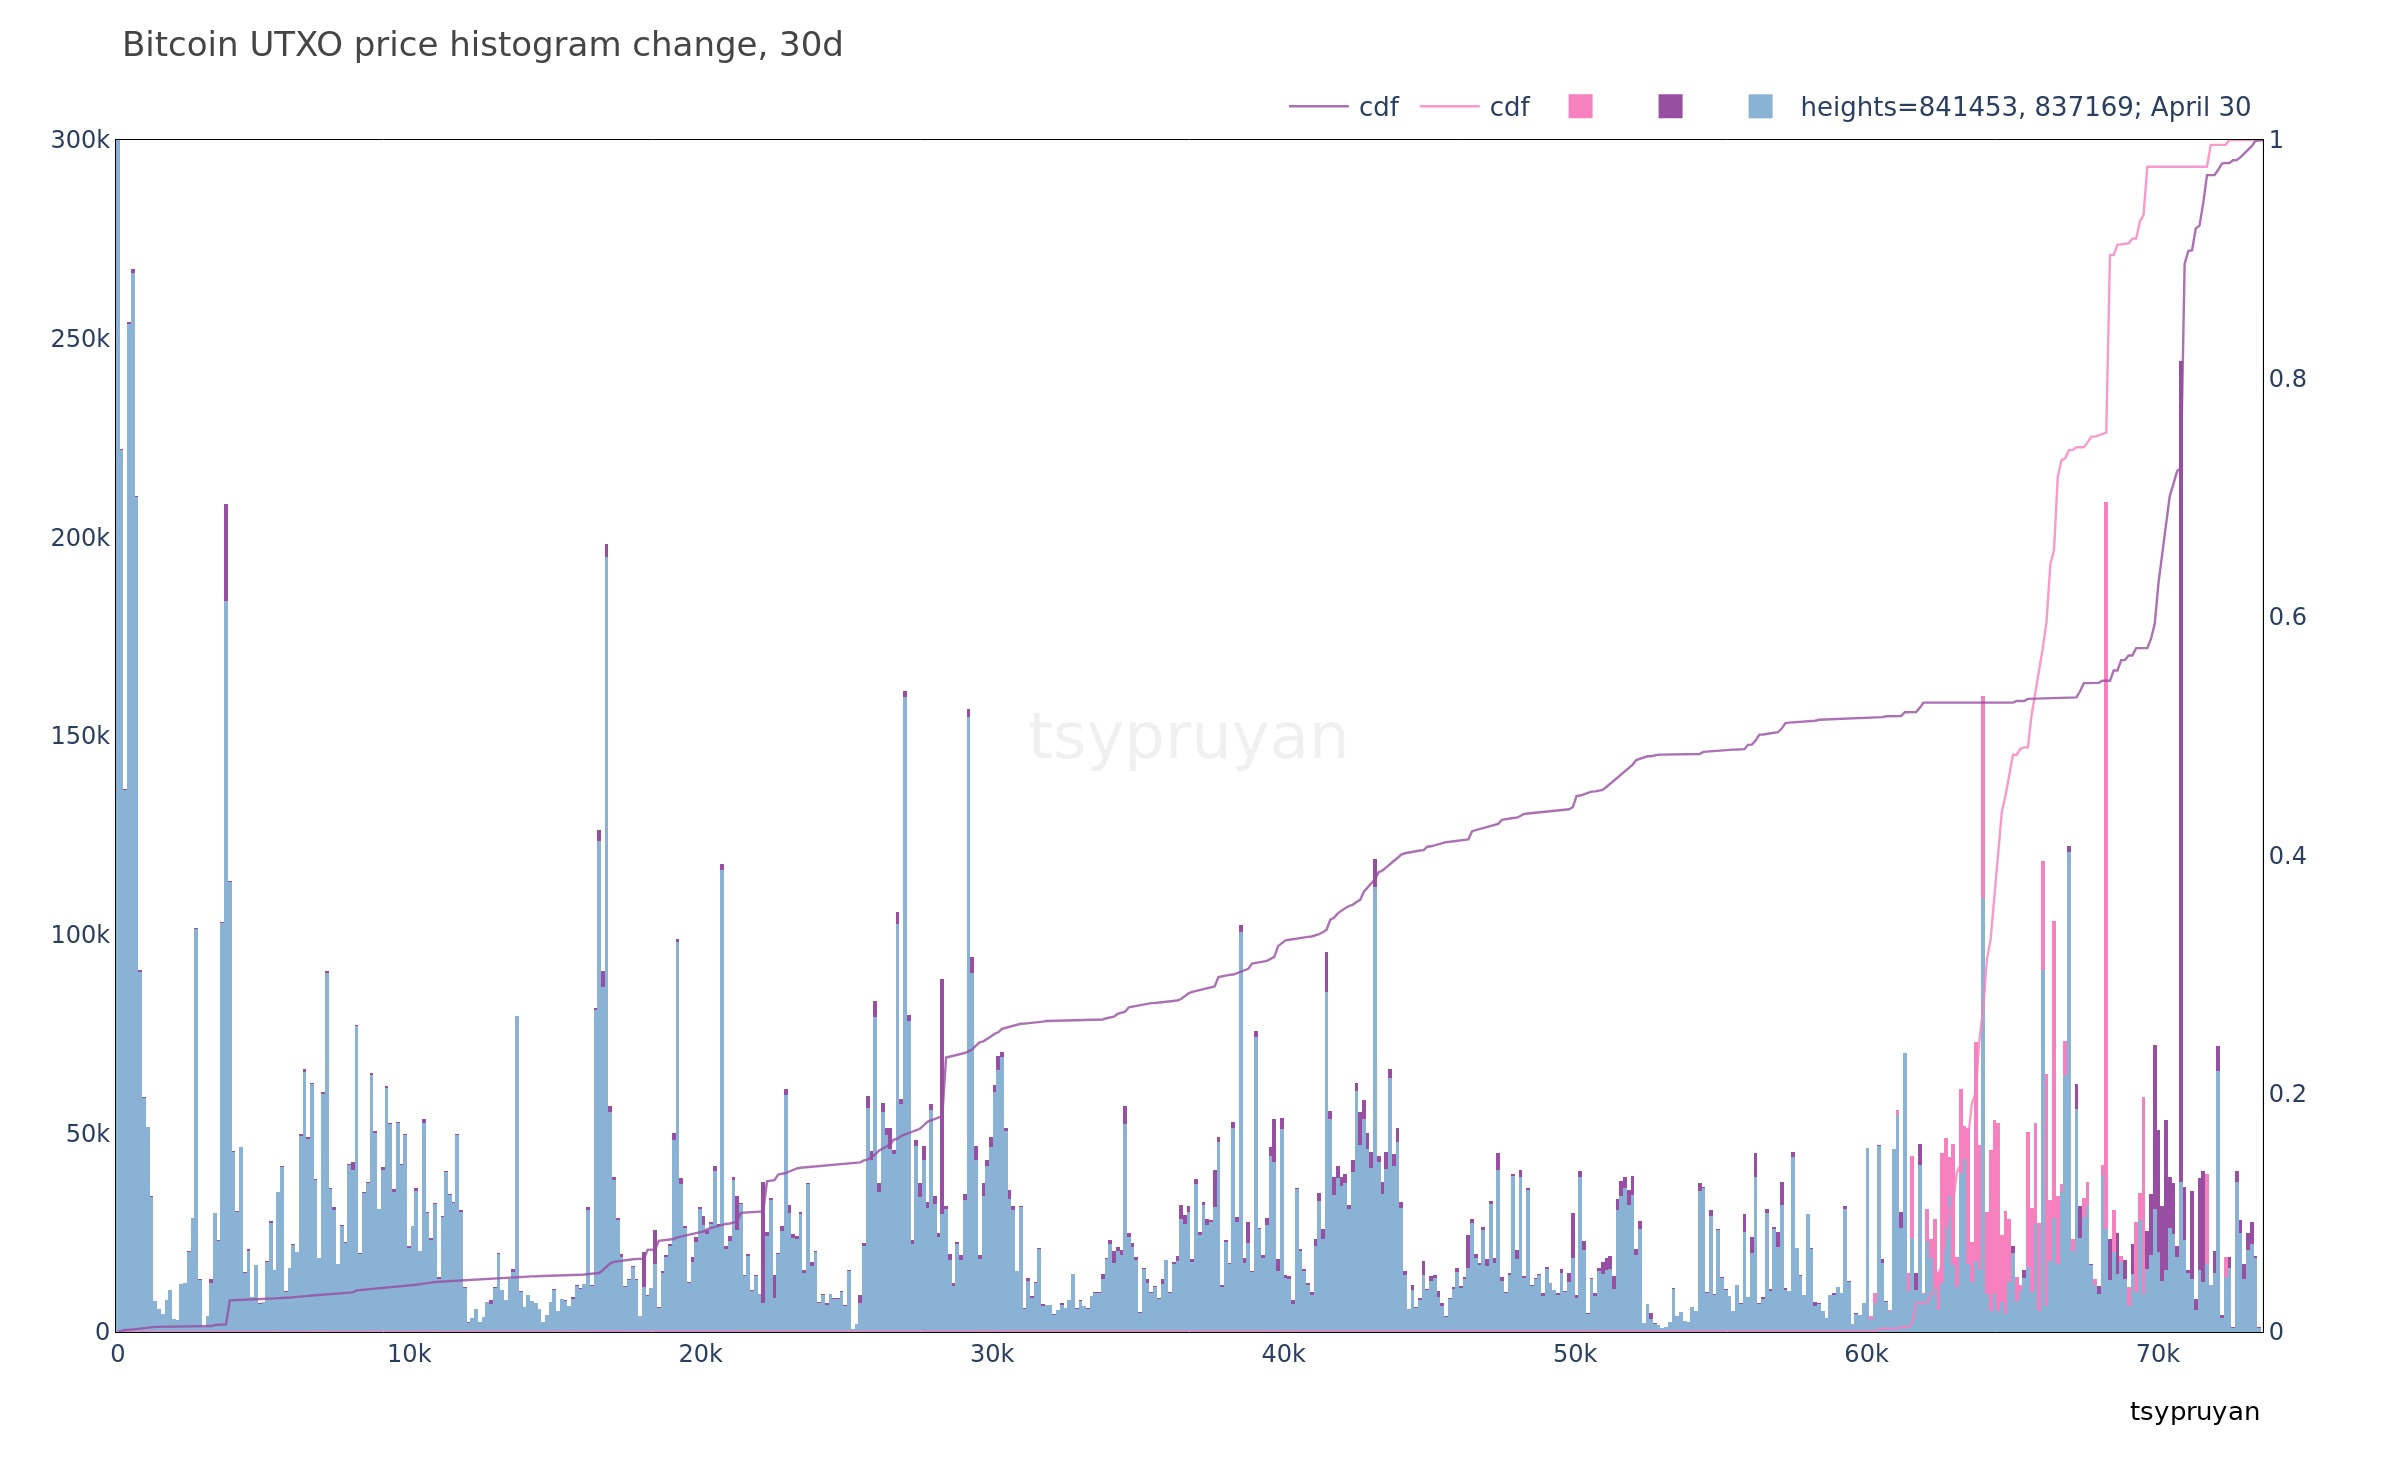 Bitcoin UTXO price histogram change, 30d
cdf cdf heights=841453, 837169; April 30
300k 1
250k
0.8
200k
0.6
150k
tsypruyan
0.4
100k
0.2
50k
0 0
0 10k 20k 30k 40k 50k 60k 70k
tsypruyan